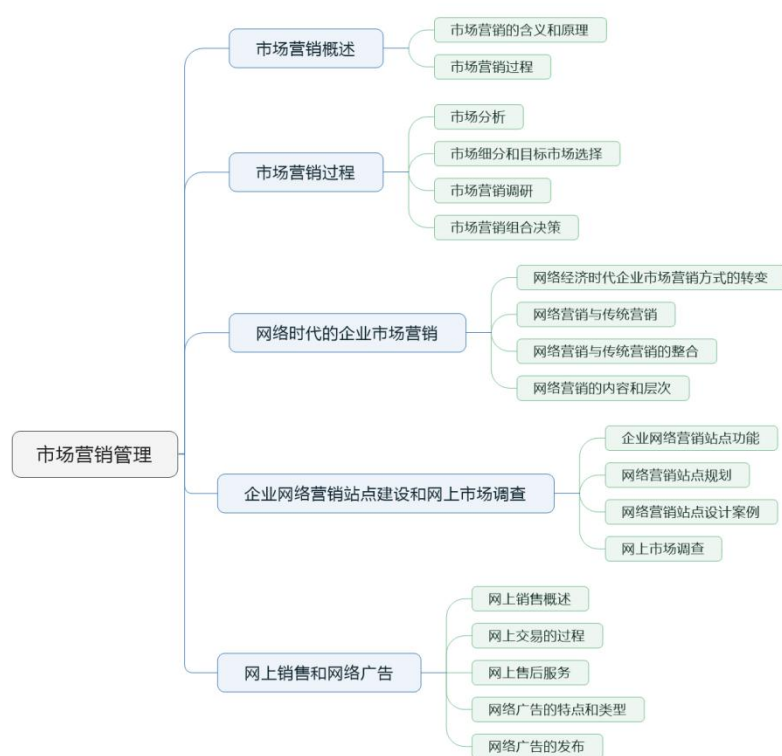 市场营销管理
市场营销概述
市场营销的含义和原理
市场营销过程
市场营销过程
市场分析
市场细分和目标市场选择
市场营销调研
市场营销组合决策
网络时代的企业市场营销
网络经济时代企业市场营销方式的转变
网络营销与传统营销
网络营销与传统营销的整合
网络营销的内容和层次
企业网络营销站点建设和网上市场调查
企业网络营销站点功能
网络营销站点规划
网络营销站点设计案例
网上市场调查
网上销售和网络广告
网上销售概述
网上交易的过程
网上售后服务
网络广告的特点和类型
网络广告的发布